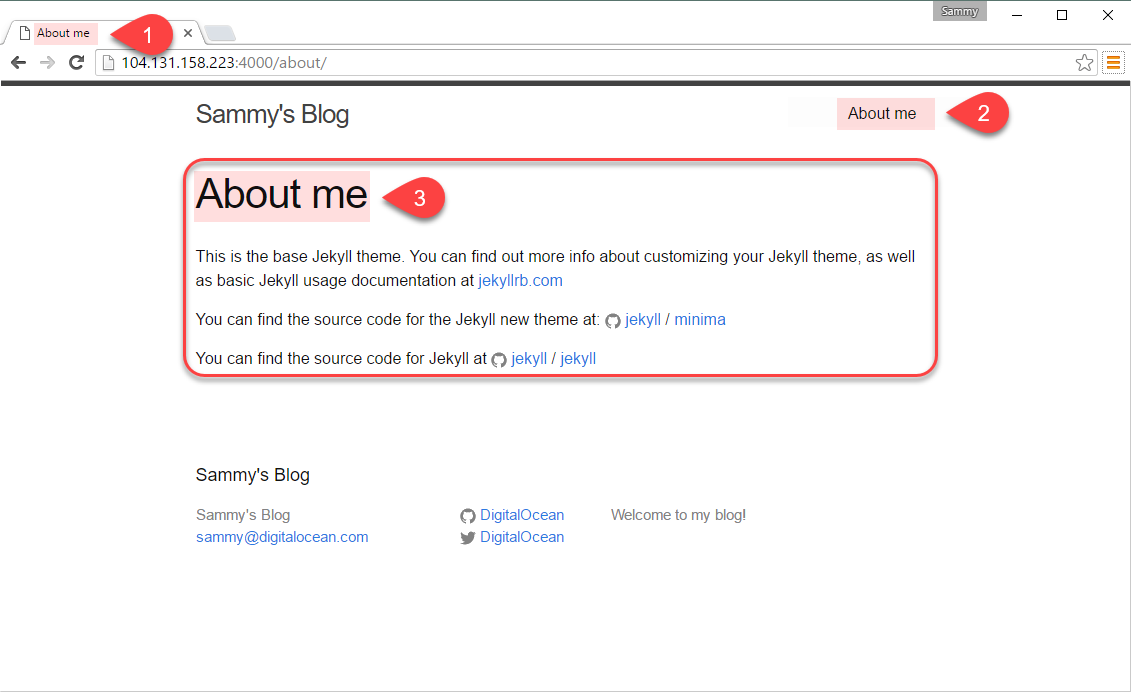 Sammy
About me
1
104.131.158.223:4000/about/
Sammy's Blog
About me
2
About me
3
This is the base Jekyll theme. You can find out more info about customizing your Jekyll theme, as well
as basic Jekyll usage documentation at jekyllrb.com
You can find the source code for the Jekyll new theme at: jekyll / minima
You can find the source code for Jekyll at jekyll / jekyll
Sammy's Blog
Sammy's Blog
sammy@digitalocean.com
DigitalOcean
DigitalOcean
Welcome to my blog!